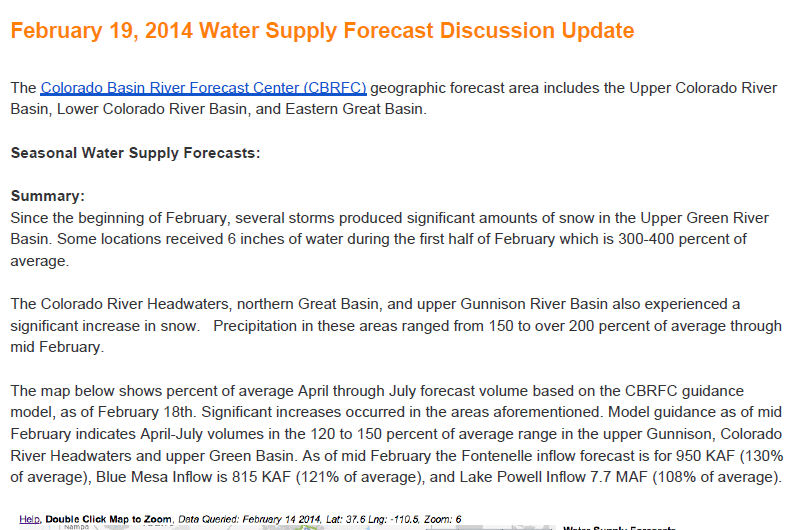 February 19, 2014 Water Supply Forecast Discussion Update
The Colorado Basin River Forecast Center (CBRFC) geographic forecast area includes the Upper Colorado River
Basin, Lower Colorado River Basin, and Eastern Great Basin.
Seasonal Water Supply Forecasts:
Summary:
Since the beginning of February, several storms produced significant amounts of snow in the Upper Green River
Basin. Some locations received 6 inches of water during the first half of February which is 300-400 percent of
average.
The Colorado River Headwaters, northern Great Basin, and upper Gunnison River Basin also experienced a
significant increase in snow.   Precipitation in these areas ranged from 150 to over 200 percent of average through
mid February.
The map below shows percent of average April through July forecast volume based on the CBRFC guidance
model, as of February 18th. Significant increases occurred in the areas aforementioned. Model guidance as of mid
February indicates April-July volumes in the 120 to 150 percent of average range in the upper Gunnison, Colorado
River Headwaters and upper Green Basin. As of mid February the Fontenelle inflow forecast is for 950 KAF (130%
of average), Blue Mesa Inflow is 815 KAF (121% of average), and Lake Powell Inflow 7.7 MAF (108% of average).
Help, Double Click Map to Zoom, Data Queried: February 14 2014, Lat: 37.6 Lng: -110.5, Zoom: 6
Nampa
Water Supply Forecasts